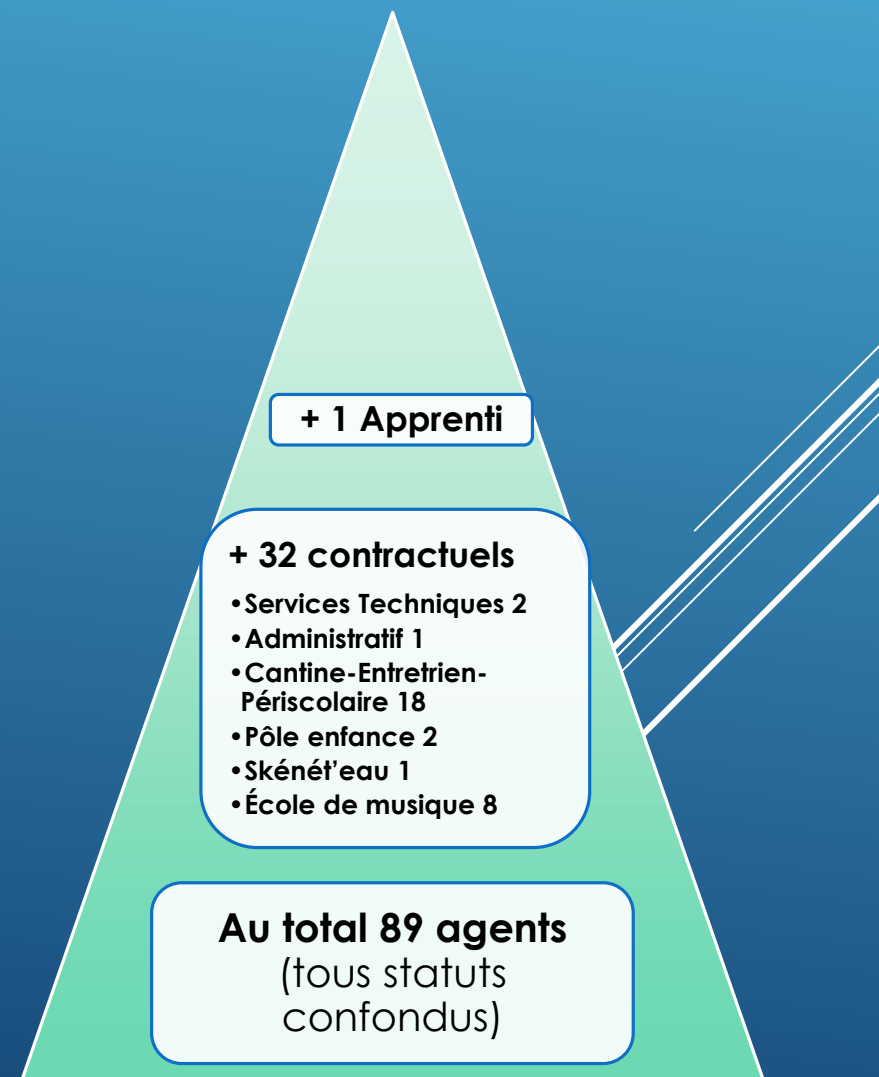 + 1 Apprenti
+ 32 contractuels
•Services Techniques 2
•Administratif 1
•Cantine-Entretrien-
Périscolaire 18
•Pôle enfance 2
•Skénét’eau 1
•École de musique 8
Au total 89 agents
(tous statuts
confondus)